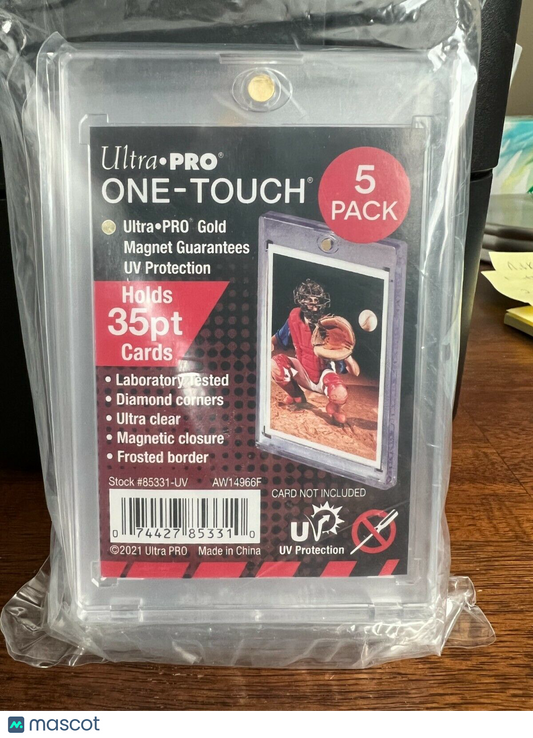 Ultra•PRO®
ONE-TOUCH®
5
PACK
Ultra•PRO® Gold
Magnet Guarantees
UV Protection
Holds
35pt
Cards
• Laboratory Tested
• Diamond corners
• Ultra clear
• Magnetic closure
• Frosted border
Stock #85331-UV AW14966F
CARD NOT INCLUDED
0 74427 85331 0
UV
UV Protection
©2021 Ultra PRO Made in China
mascot